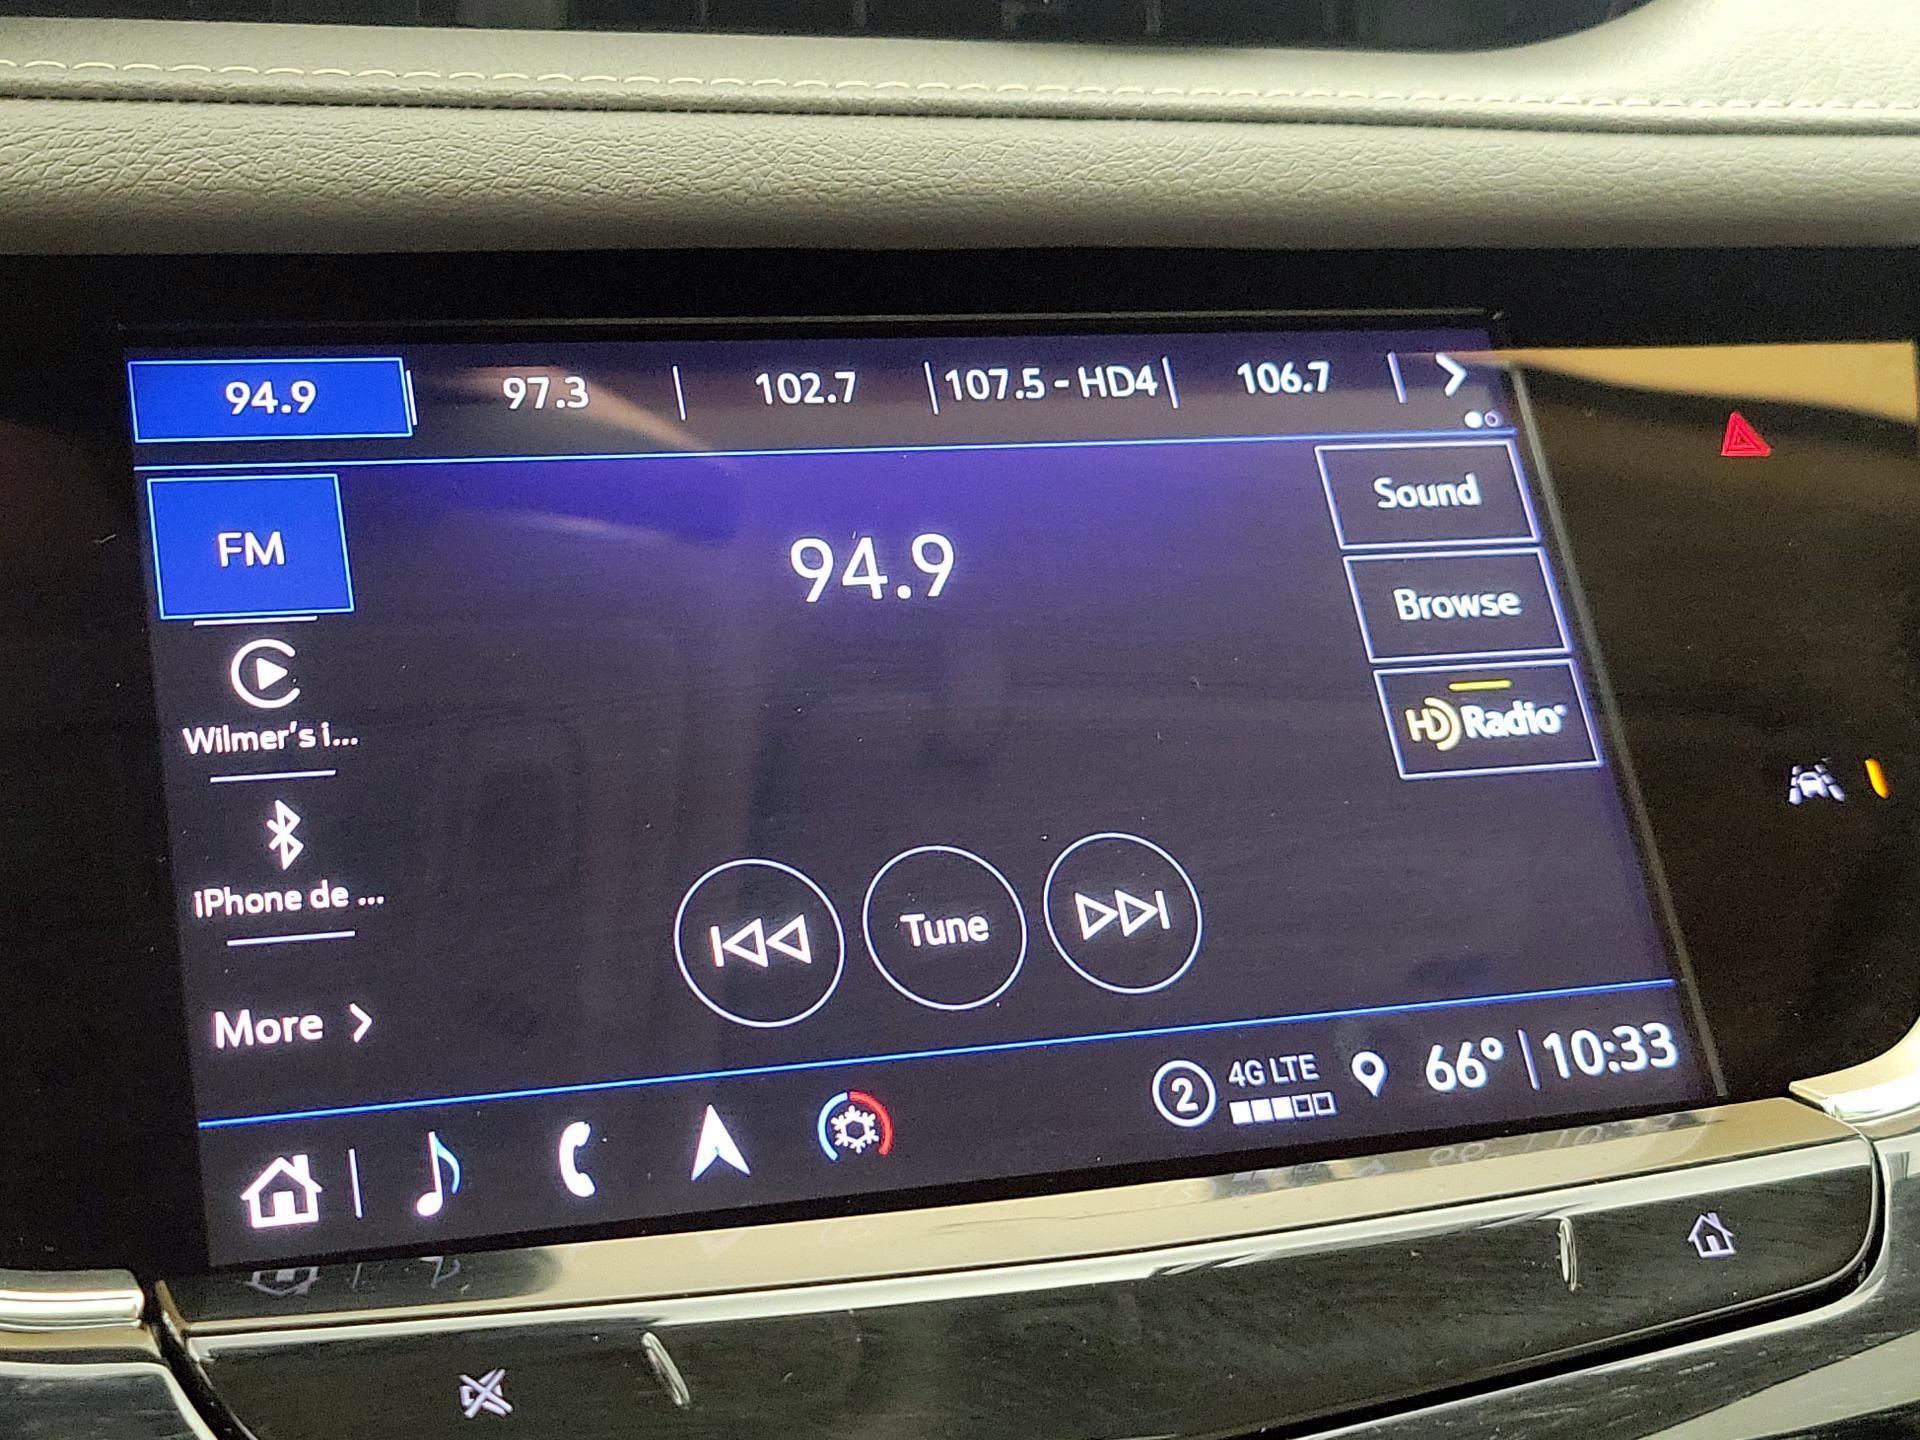 94.9 97.3 102.7 107.5 - HD4 106.7
FM
94.9
Sound
Browse
HD Radio
Wilmer's i...
iPhone de ...
More
Tune
2 4G LTE 66° 10:33